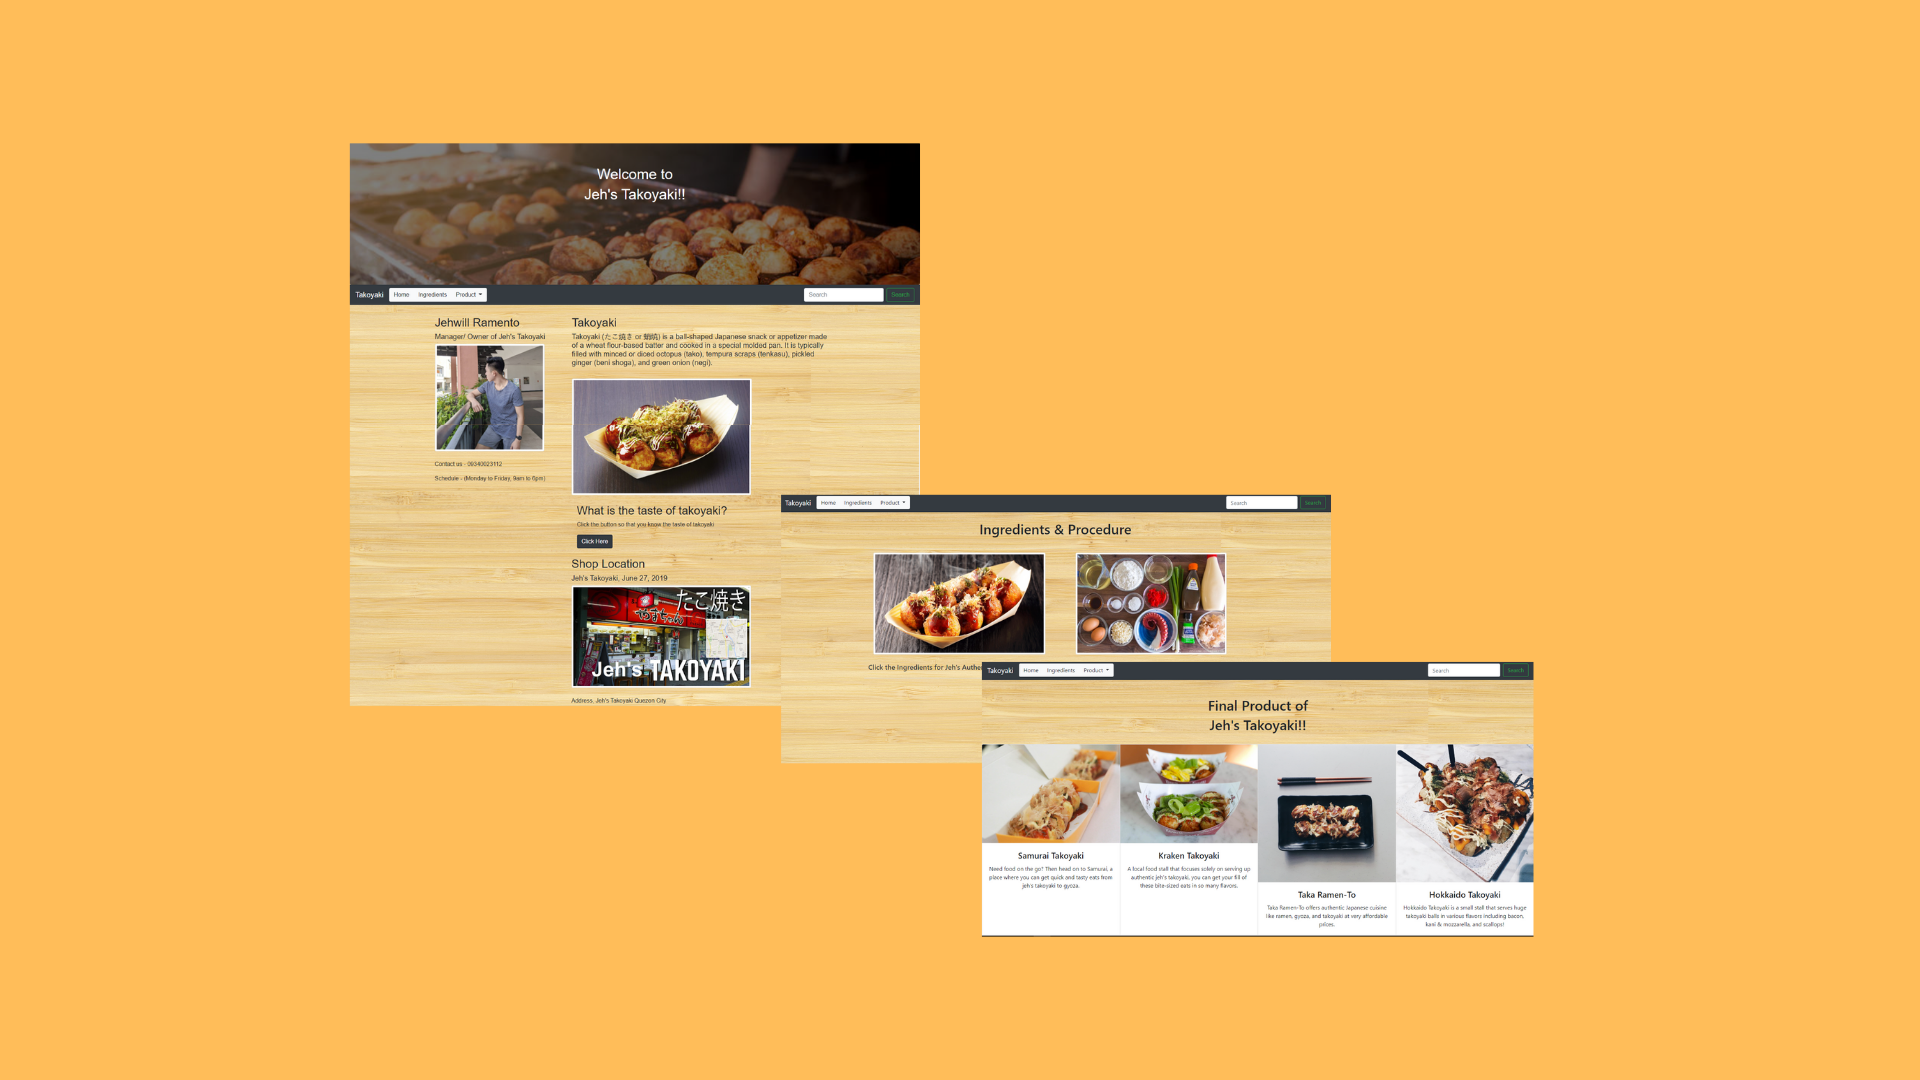 Welcome to
Jeh's Takoyaki!!
Takoyaki Home Ingredients Product Search Search
Jehwill Ramento
Manager/ Owner of Jeh's Takoyaki
Contact us - 09340023112
Schedule - (Monday to Friday, 9am to 6pm)
Takoyaki
Takoyaki (たこ焼き or 蛸焼) is a ball-shaped Japanese snack or appetizer made
of a wheat flour-based batter and cooked in a special molded pan. It is typically
filled with minced or diced octopus (tako), tempura scraps (tenkasu), pickled
ginger (beni shoga), and green onion (negi).
What is the taste of takoyaki?
Click the button so that you know the taste of takoyaki
Click Here
Shop Location
Jeh's Takoyaki, June 27, 2019
たこ焼き
Jeh's TAKOYAKI
Address. Jeh's Takoyaki Quezon City
Takoyaki Home Ingredients Product Search Search
Ingredients & Procedure
Click the Ingredients for Jeh's Authe
Takoyaki Home Ingredients Product Search Search
Final Product of
Jeh's Takoyaki!!
Samurai Takoyaki
Need food on the go? Then head on to Samurai, a
place where you can get quick and tasty eats from
jeh's takoyaki to gyoza.
Kraken Takoyaki
A local food stall that focuses solely on serving up
authentic jeh's takoyaki, you can get your fill of
these bite-sized eats in so many flavors.
Taka Ramen-To
Taka Ramen-To offers authentic Japanese cuisine
like ramen, gyoza, and takoyaki at very affordable
prices.
Hokkaido Takoyaki
Hokkaido Takoyaki is a small stall that serves huge
takoyaki balls in various flavors including bacon,
kani & mozzarella, and scallops!